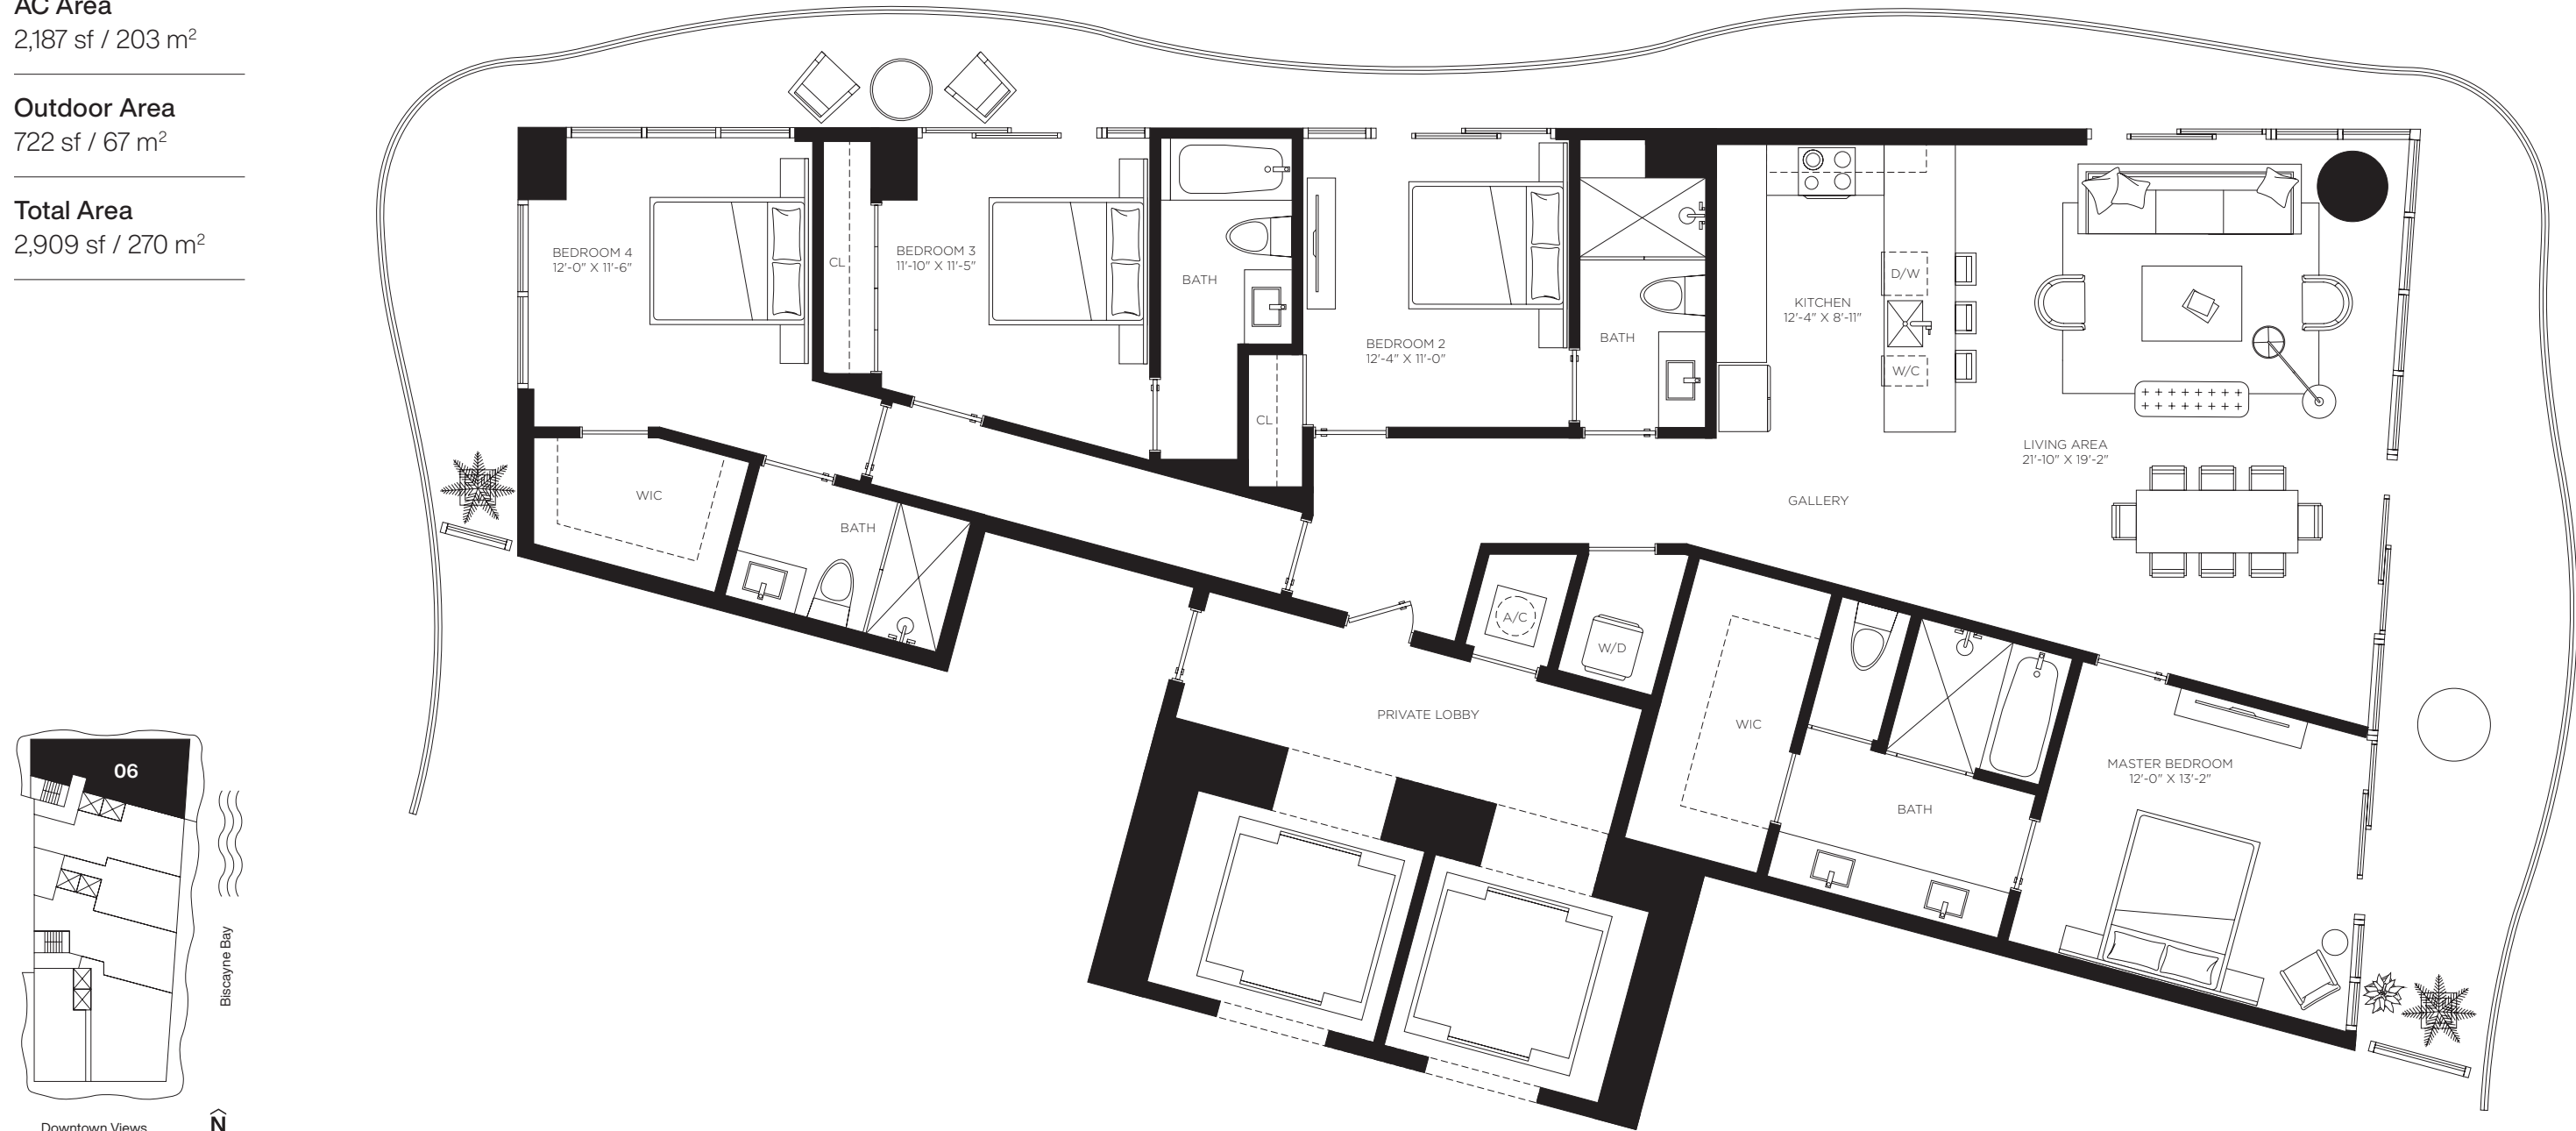 AC Area
2,187 sf / 203 m²
Outdoor Area
722 sf / 67 m²
Total Area
2,909 sf / 270 m²
BEDROOM 4
12'-0" X 11'-6"
CL
BEDROOM 3
11'-10" X 11'-5"
BATH
CL
BEDROOM 2
12'-4" X 11'-0"
BATH
KITCHEN
12'-4" X 8'-11"
D/W
W/C
LIVING AREA
21'-10" X 19'-2"
GALLERY
WIC
BATH
A/C
W/D
PRIVATE LOBBY
WIC
BATH
MASTER BEDROOM
12'-0" X 13'-2"
06
Biscayne Bay
Downtown Views
N